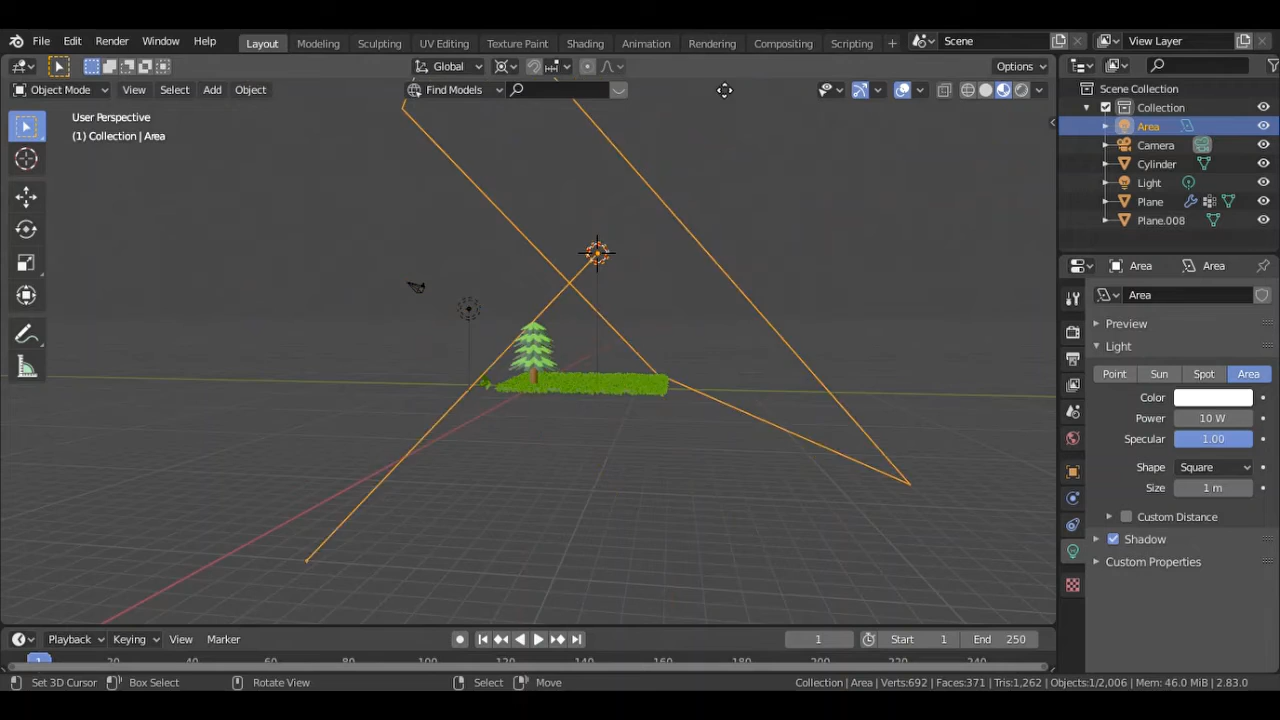 File Edit Render Window Help Layout Modeling Sculpting UV Editing Texture Paint Shading Animation Rendering Compositing Scripting + Scene View Layer
Global Options
Object Mode View Select Add Object Find Models
User Perspective
(1) Collection | Area
Scene Collection
Collection
Area
Camera
Cylinder
Light
Plane
Plane.008
Area Area
Area
Preview
Light
Point Sun Spot Area
Color
Power 10 W
Specular 1.00
Shape Square
Size 1 m
Custom Distance
Shadow
Custom Properties
Playback Keying View Marker 1 Start 1 End 250
1 20 40 60 80 100 120 140 160 180 200 220 240
Set 3D Cursor Box Select Rotate View Select Move Collection | Area | Verts:692 | Faces:371 | Tris:1,262 | Objects:1/2,006 | Mem: 46.0 MiB | 2.83.0